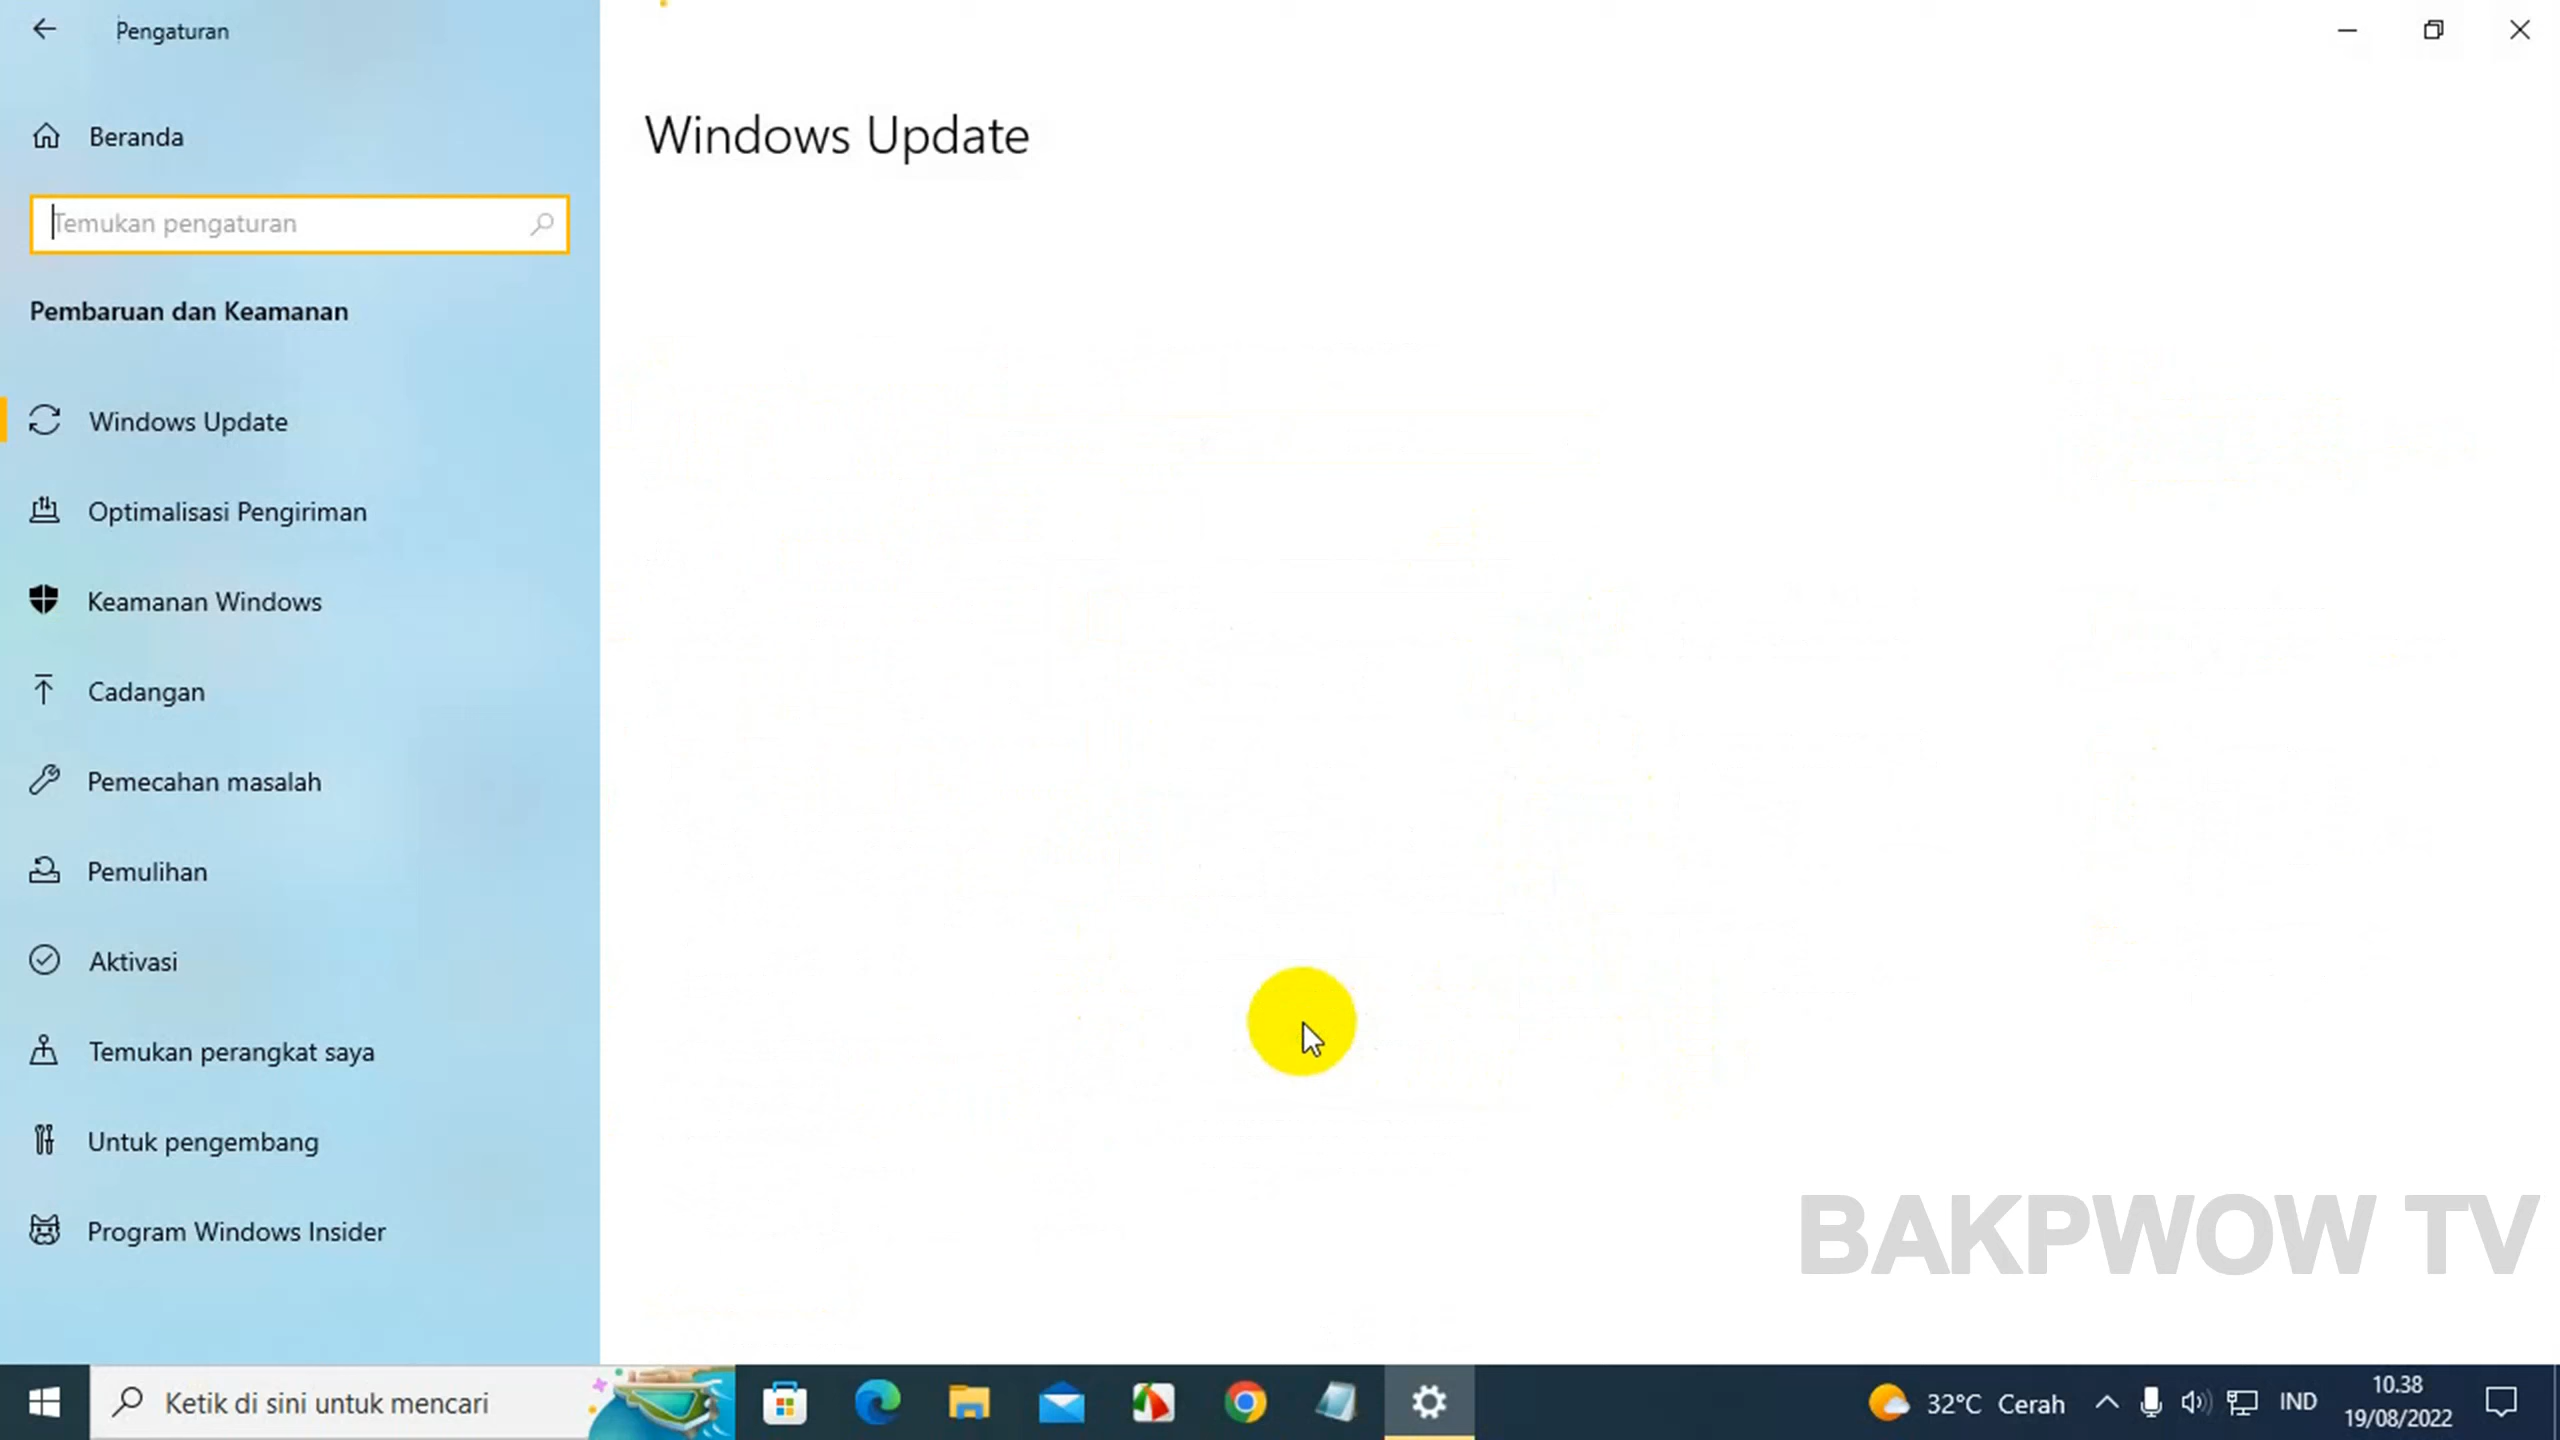 Pengaturan
Beranda
Temukan pengaturan
Pembaruan dan Keamanan
Windows Update
Optimalisasi Pengiriman
Keamanan Windows
Cadangan
Pemecahan masalah
Pemulihan
Aktivasi
Temukan perangkat saya
Untuk pengembang
Program Windows Insider
Windows Update
BAKPWOW TV
Ketik di sini untuk mencari
32°C Cerah
IND
10.38
19/08/2022